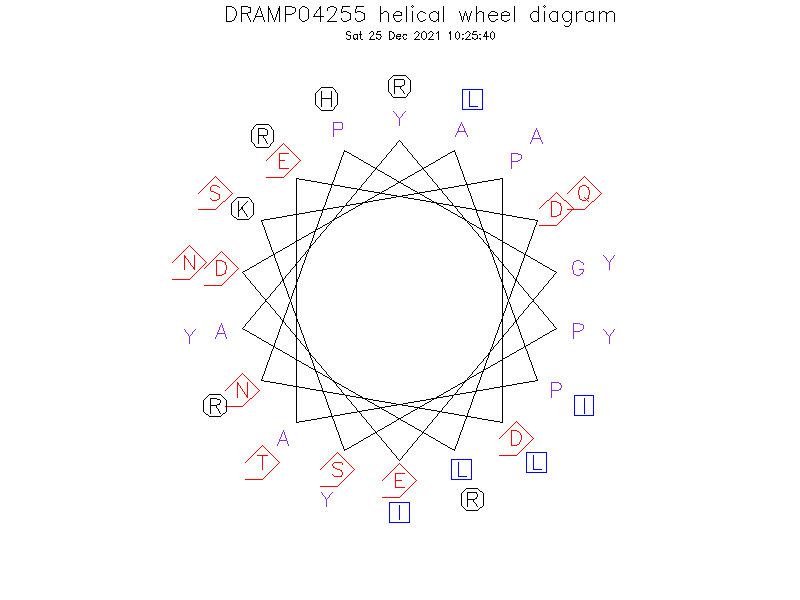 DRAMP04255 helical wheel diagram
Sat 25 Dec 2021 10:25:40
R
H L
Y
P A
R A
E P
S D Q
K
N D G Y
Y A P Y
N P
R I
A D
T S L L
E
Y R
I